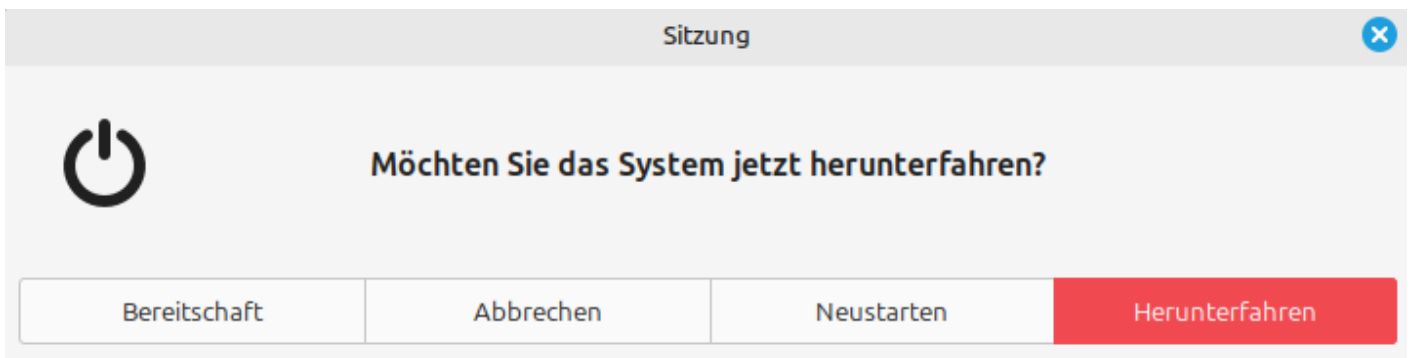 Sitzung
Möchten Sie das System jetzt herunterfahren?
Bereitschaft Abbrechen Neustarten Herunterfahren